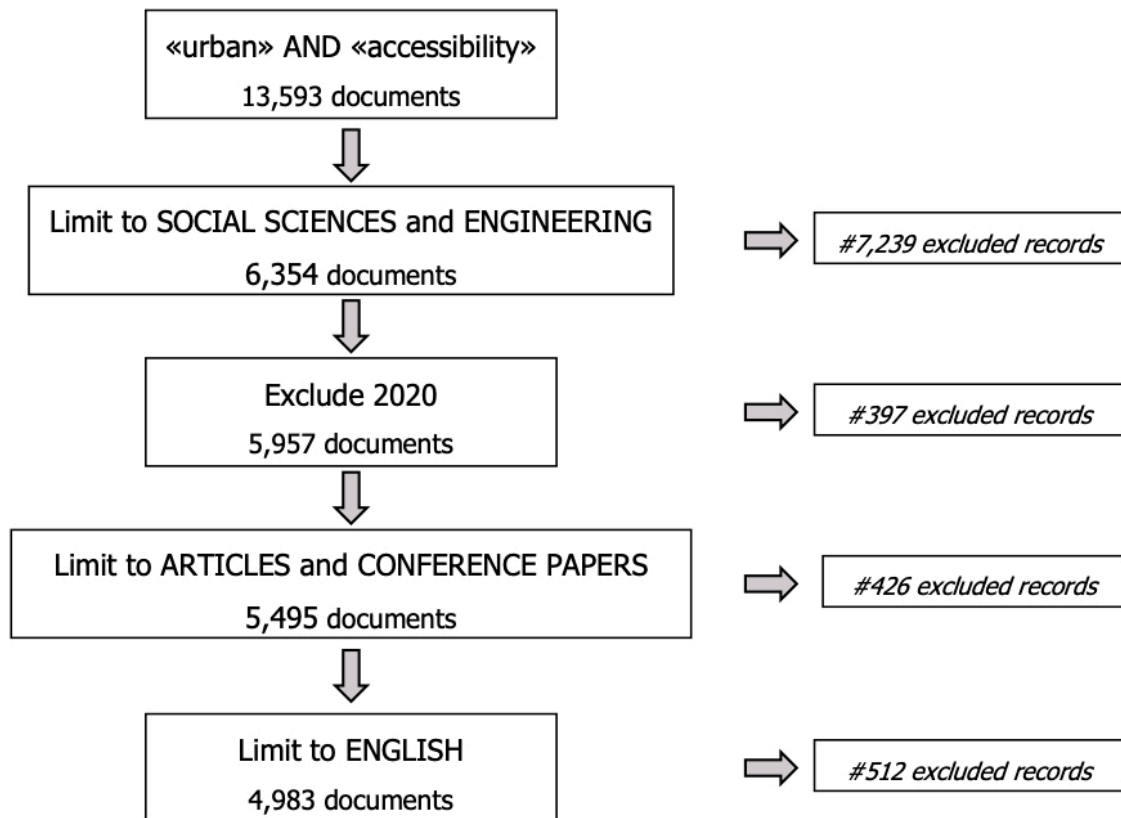 «urban» AND «accessibility»
13,593 documents
Limit to SOCIAL SCIENCES and ENGINEERING
6,354 documents
#7,239 excluded records
Exclude 2020
5,957 documents
#397 excluded records
Limit to ARTICLES and CONFERENCE PAPERS
5,495 documents
#426 excluded records
Limit to ENGLISH
4,983 documents
#512 excluded records